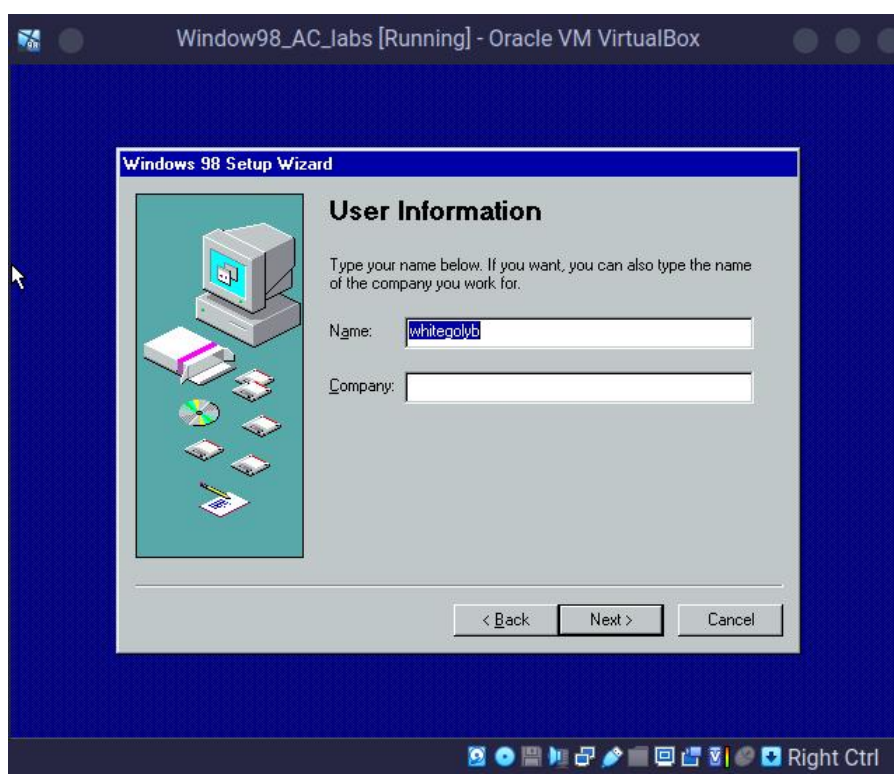 Window98_AC_labs [Running] - Oracle VM VirtualBox
Windows 98 Setup Wizard
User Information
Type your name below. If you want, you can also type the name
of the company you work for.
Name: whitegolyb
Company:
< Back Next > Cancel
Right Ctrl